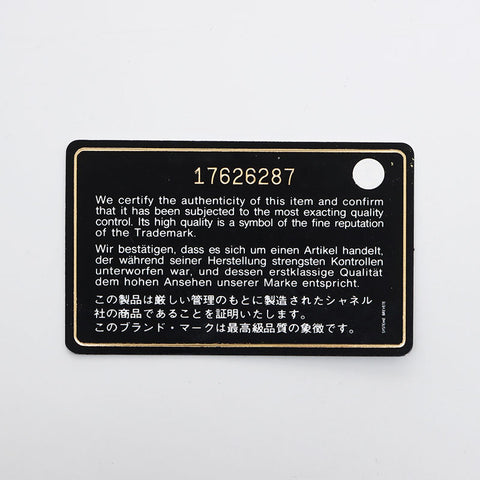 17626287
We certify the authenticity of this item and confirm
that it has been subjected to the most exacting quality
control. Its high quality is a symbol of the fine reputation
of the Trademark.
Wir bestätigen, dass es sich um einen Artikel handelt,
der während seiner Herstellung strengsten Kontrollen
unterworfen war, und dessen erstklassige Qualität
dem hohen Ansehen unserer Marke entspricht.
この製品は厳しい管理のもとに製造されたシャネル
社の商品であることを証明いたします。
このブランド・マークは最高級品質の象徴です。
SYSTEME BREVETE